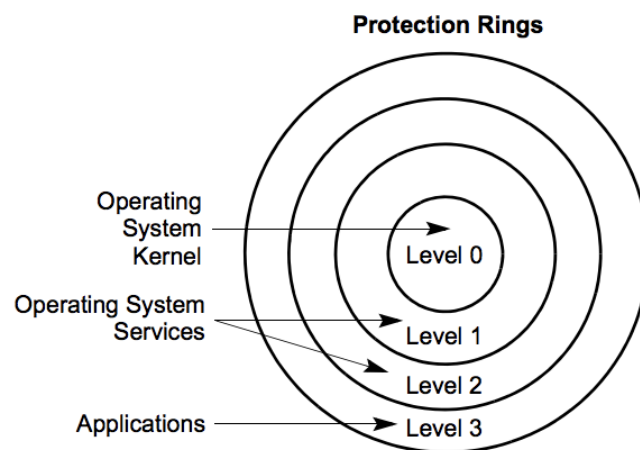 Protection Rings
Operating
System
Kernel
Level 0
Operating System
Services
Level 1
Level 2
Applications
Level 3